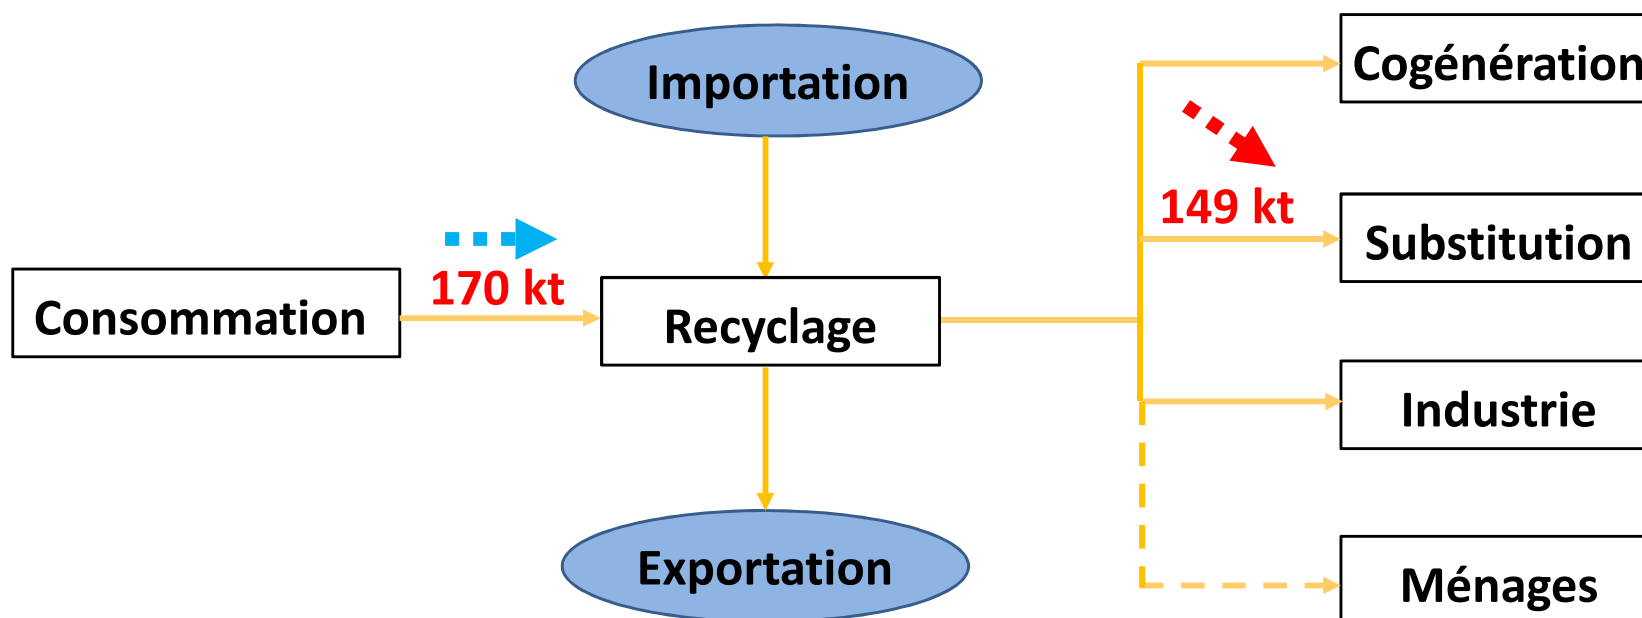 Importation
Cogénération
149 kt
Substitution
170 kt
Consommation
Recyclage
Industrie
Exportation
Ménages